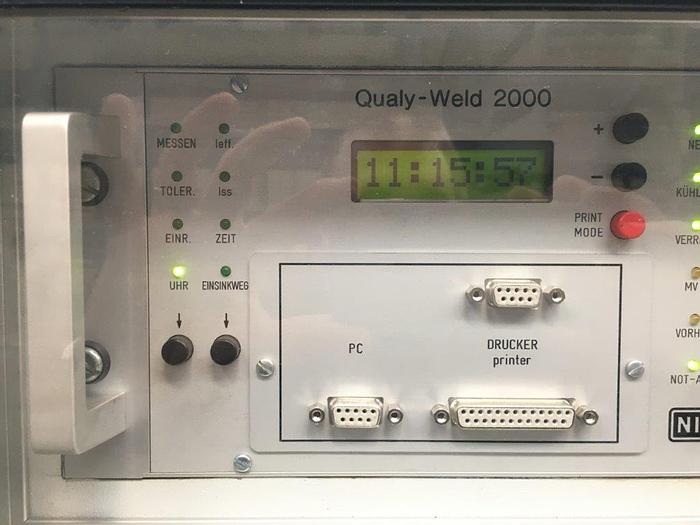 Qualy-Weld 2000
MESSEN
Ieff.
TOLER.
Iss
EINR.
ZEIT
UHR
EINSINKWEG
11:15:57
+
−
PRINT
MODE
PC
DRUCKER
printer
MV